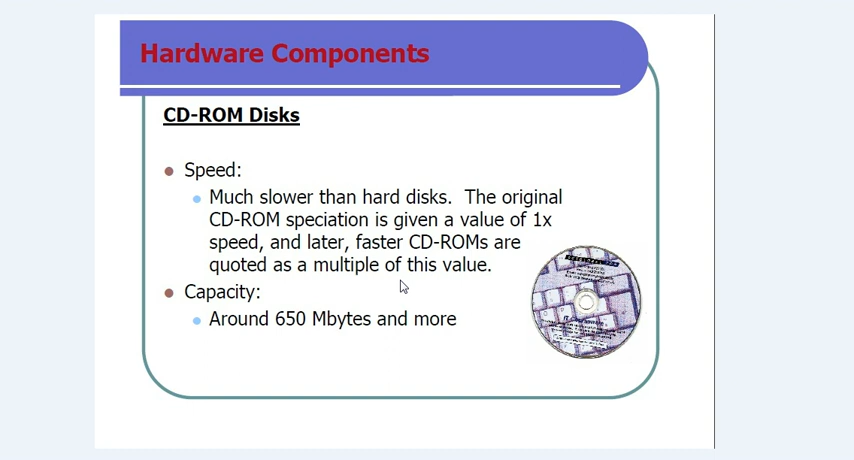 Hardware Components
CD-ROM Disks
Speed:
Much slower than hard disks. The original
CD-ROM speciation is given a value of 1x
speed, and later, faster CD-ROMs are
quoted as a multiple of this value.
Capacity:
Around 650 Mbytes and more